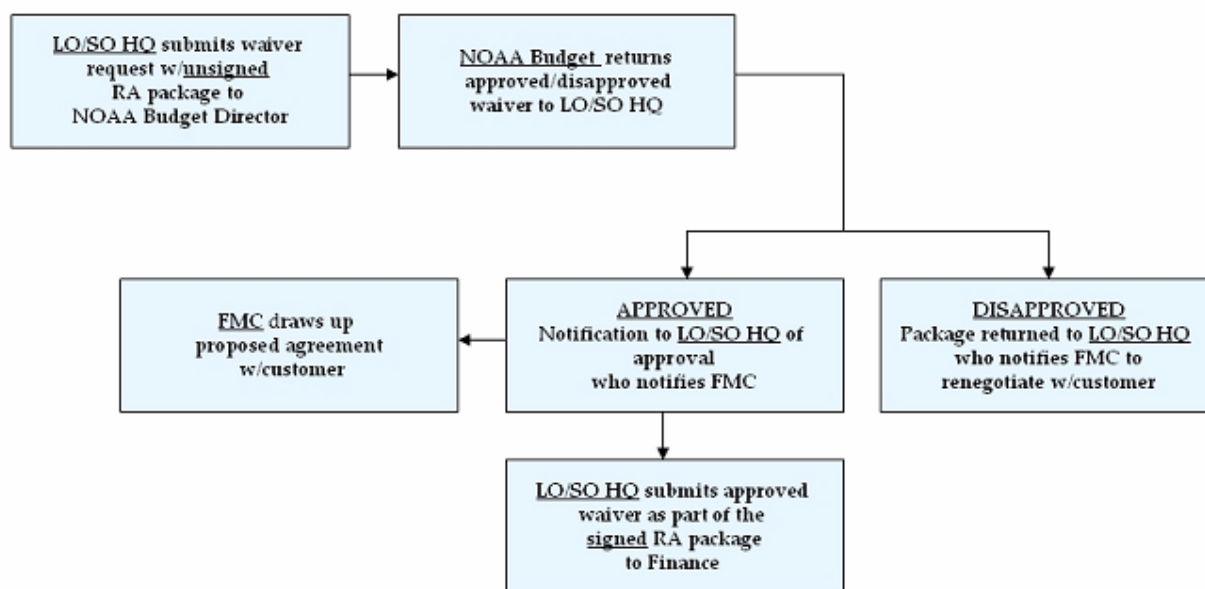 LO/SO HQ submits waiver
request w/unsigned
RA package to
NOAA Budget Director
NOAA Budget returns
approved/disapproved
waiver to LO/SO HQ
FMC draws up
proposed agreement
w/customer
APPROVED
Notification to LO/SO HQ of
approval
who notifies FMC
DISAPPROVED
Package returned to LO/SO HQ
who notifies FMC to
renegotiate w/customer
LO/SO HQ submits approved
waiver as part of the
signed RA package
to Finance